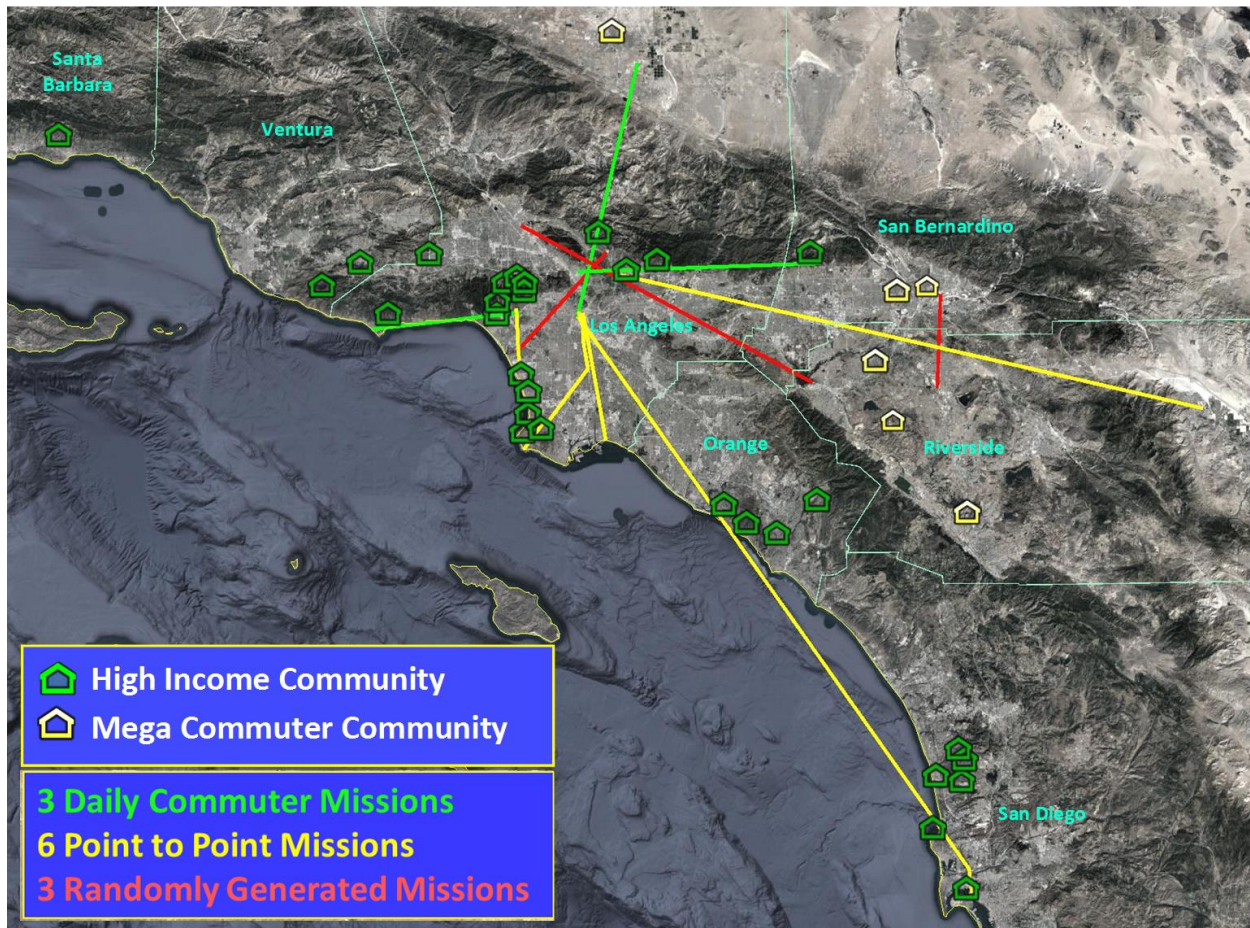 Santa
Barbara
Ventura
San Bernardino
Los Angeles
Orange
Riverside
San Diego
High Income Community
Mega Commuter Community
3 Daily Commuter Missions
6 Point to Point Missions
3 Randomly Generated Missions